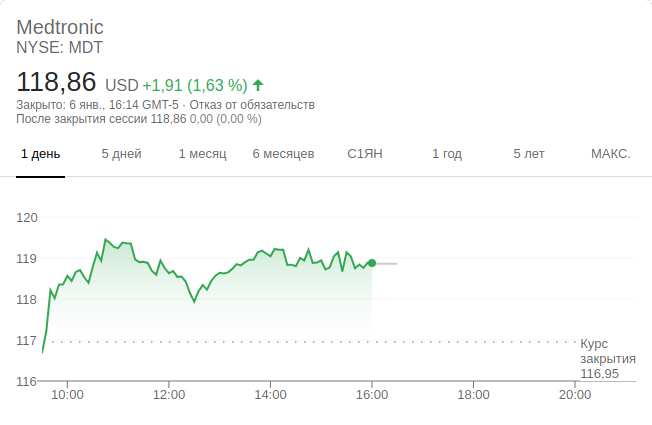 Medtronic
NYSE: MDT
118,86 USD +1,91 (1,63 %)
Закрыто: 6 янв., 16:14 GMT-5 · Отказ от обязательств
После закрытия сессии 118,86 0,00 (0,00 %)
1 день 5 дней 1 месяц 6 месяцев С1ЯН 1 год 5 лет МАКС.
120
119
118
117
Курс
закрытия
116,95
116
10:00 12:00 14:00 16:00 18:00 20:00